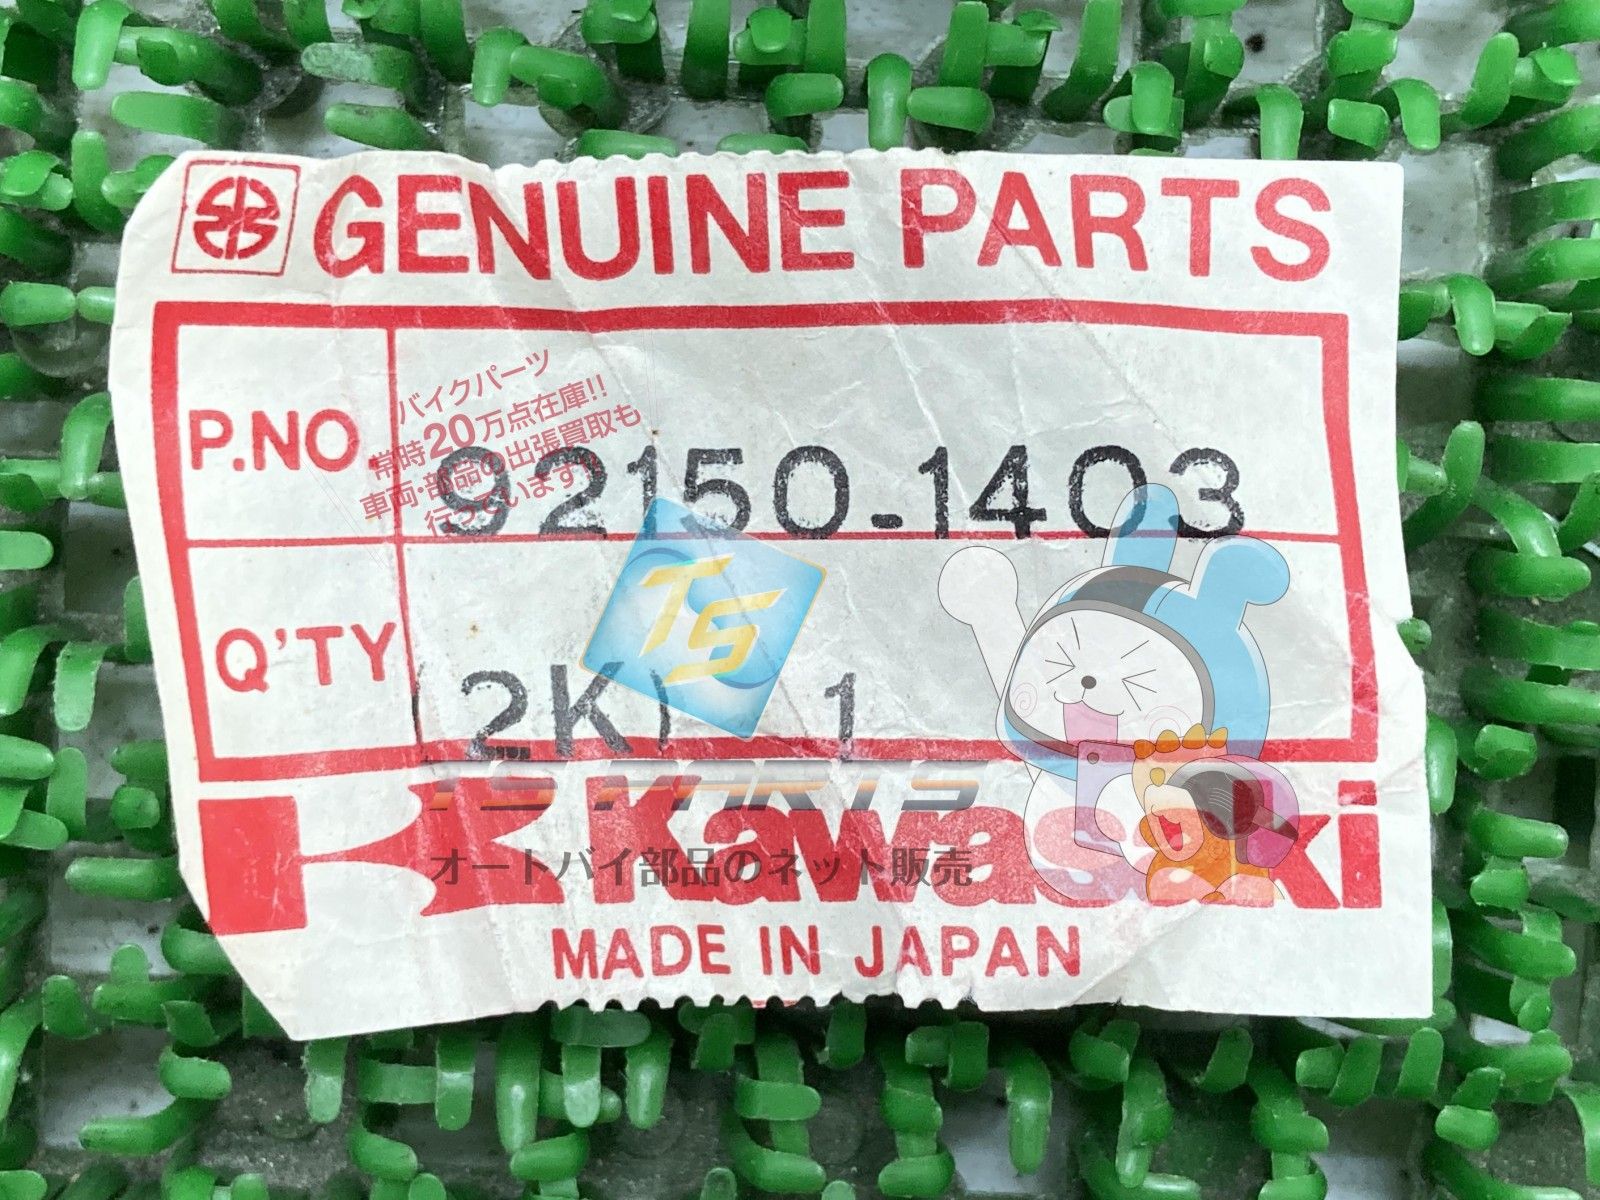 GENUINE PARTS
バイクパーツ
常時20万点在庫!!
車両・部品の出張買取も
行っています!!
P.NO. 92150-1403
Q'TY (2K) 1
TS
TS PARTS
Kawasaki
オートバイ部品のネット販売
MADE IN JAPAN